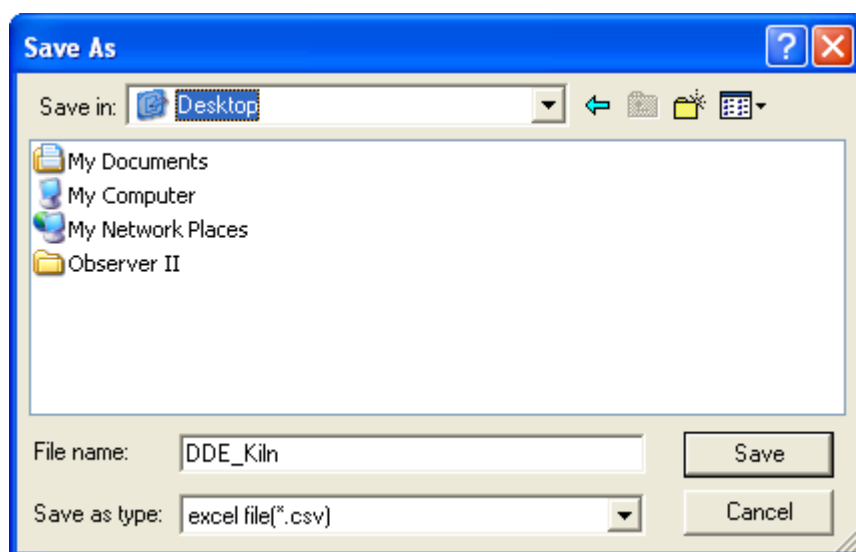 Save As
Save in: Desktop
My Documents
My Computer
My Network Places
Observer II
File name: DDE_Kiln Save
Save as type: excel file(*.csv) Cancel